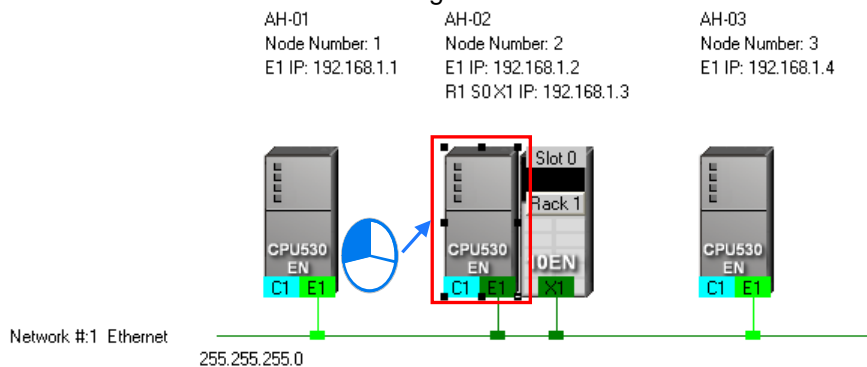 AH-01
Node Number: 1
E1 IP: 192.168.1.1
AH-02
Node Number: 2
E1 IP: 192.168.1.2
R1 S0 X1 IP: 192.168.1.3
AH-03
Node Number: 3
E1 IP: 192.168.1.4
CPU530
EN
C1 E1
CPU530
EN
C1 E1
Slot 0
Rack 1
10EN
X1
CPU530
EN
C1 E1
Network #:1 Ethernet
255.255.255.0